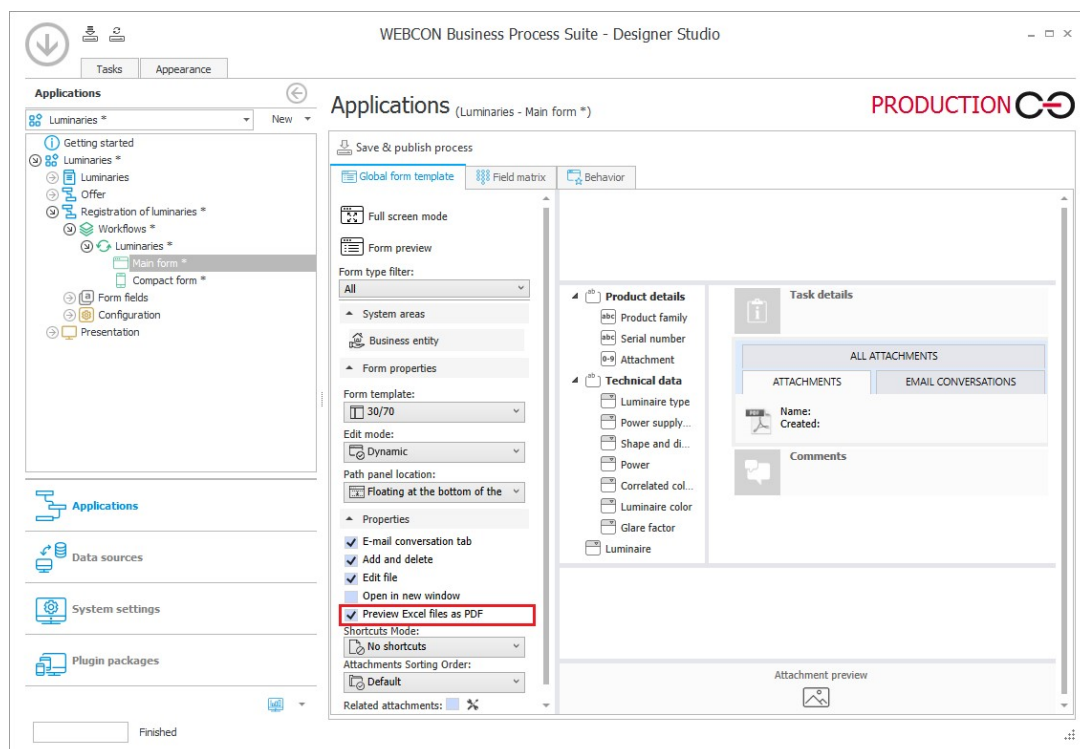 WEBCON Business Process Suite - Designer Studio
Tasks
Appearance
Applications
Luminaries *
New
Getting started
Luminaries *
Luminaries
Offer
Registration of luminaries *
Workflows *
Luminaries *
Main form *
Compact form *
Form fields
Configuration
Presentation
Applications
Data sources
System settings
Plugin packages
Finished
Applications (Luminaries - Main form *)
PRODUCTION
Save & publish process
Global form template
Field matrix
Behavior
Full screen mode
Form preview
Form type filter:
All
System areas
Business entity
Form properties
Form template:
30/70
Edit mode:
Dynamic
Path panel location:
Floating at the bottom of the
Properties
E-mail conversation tab
Add and delete
Edit file
Open in new window
Preview Excel files as PDF
Shortcuts Mode:
No shortcuts
Attachments Sorting Order:
Default
Related attachments:
Product details
abc Product family
abc Serial number
0-9 Attachment
Technical data
Luminaire type
Power supply...
Shape and di...
Power
Correlated col...
Luminaire color
Glare factor
Luminaire
Task details
ALL ATTACHMENTS
ATTACHMENTS
EMAIL CONVERSATIONS
PDF
Name:
Created:
Comments
Attachment preview